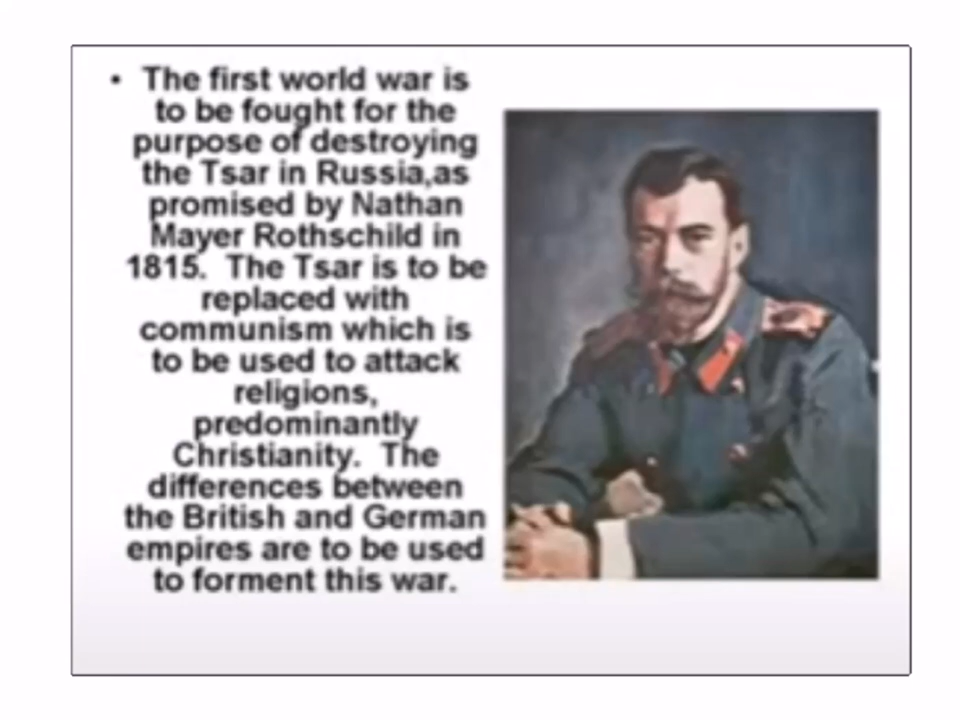 • The first world war is
to be fought for the
purpose of destroying
the Tsar in Russia,as
promised by Nathan
Mayer Rothschild in
1815. The Tsar is to be
replaced with
communism which is
to be used to attack
religions,
predominantly
Christianity. The
differences between
the British and German
empires are to be used
to forment this war.